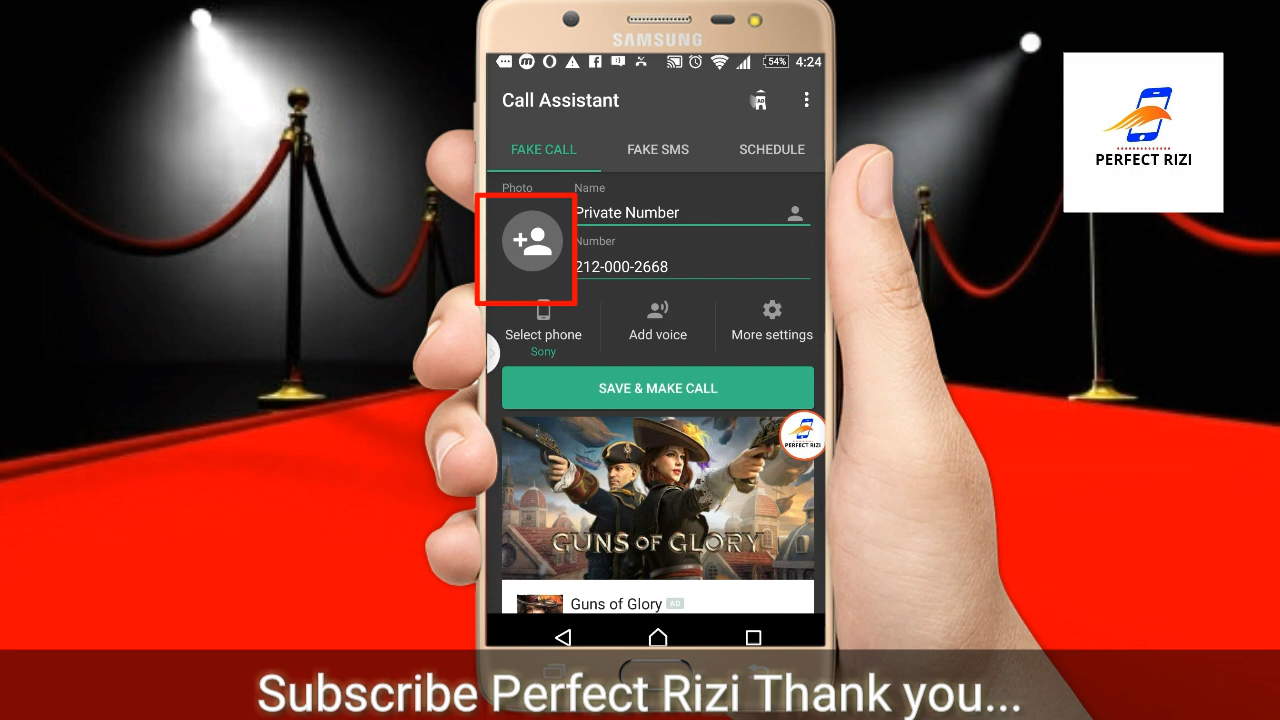 SAMSUNG
54% 4:24
Call Assistant
AD
FAKE CALL FAKE SMS SCHEDULE
Photo Name
Private Number
Number
212-000-2668
Select phone Add voice More settings
Sony
SAVE & MAKE CALL
PERFECT RIZI
GUNS OF GLORY
Guns of Glory AD
PERFECT RIZI
Subscribe Perfect Rizi Thank you...